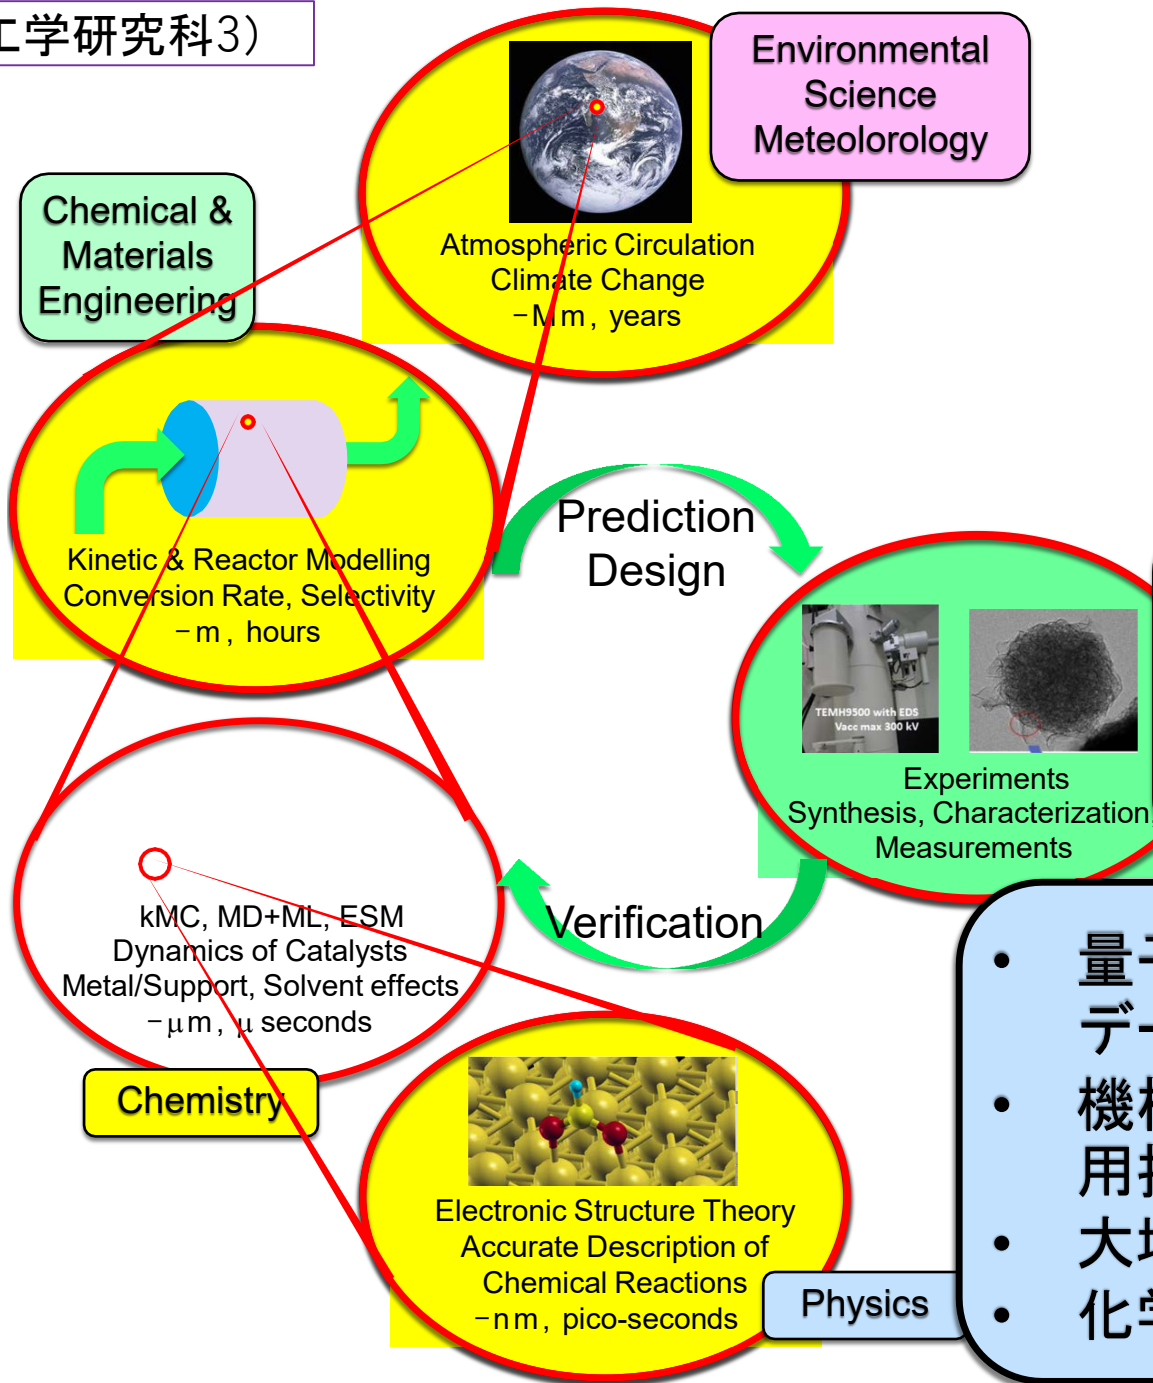 工学研究科3）
Environmental
Science
Meteolorology
Chemical &
Materials
Engineering
Atmospheric Circulation
Climate Change
－Mm, years
Kinetic & Reactor Modelling
Conversion Rate, Selectivity
－m, hours
Prediction
Design
TEMH9500 with EDS
Vacc max 300 kV
Experiments
Synthesis, Characterization,
Measurements
Verification
kMC, MD+ML, ESM
Dynamics of Catalysts
Metal/Support, Solvent effects
－μm, μ seconds
Chemistry
Electronic Structure Theory
Accurate Description of
Chemical Reactions
－nm, pico-seconds
Physics
• 量子
デー
• 機
用
• 大
• 化学